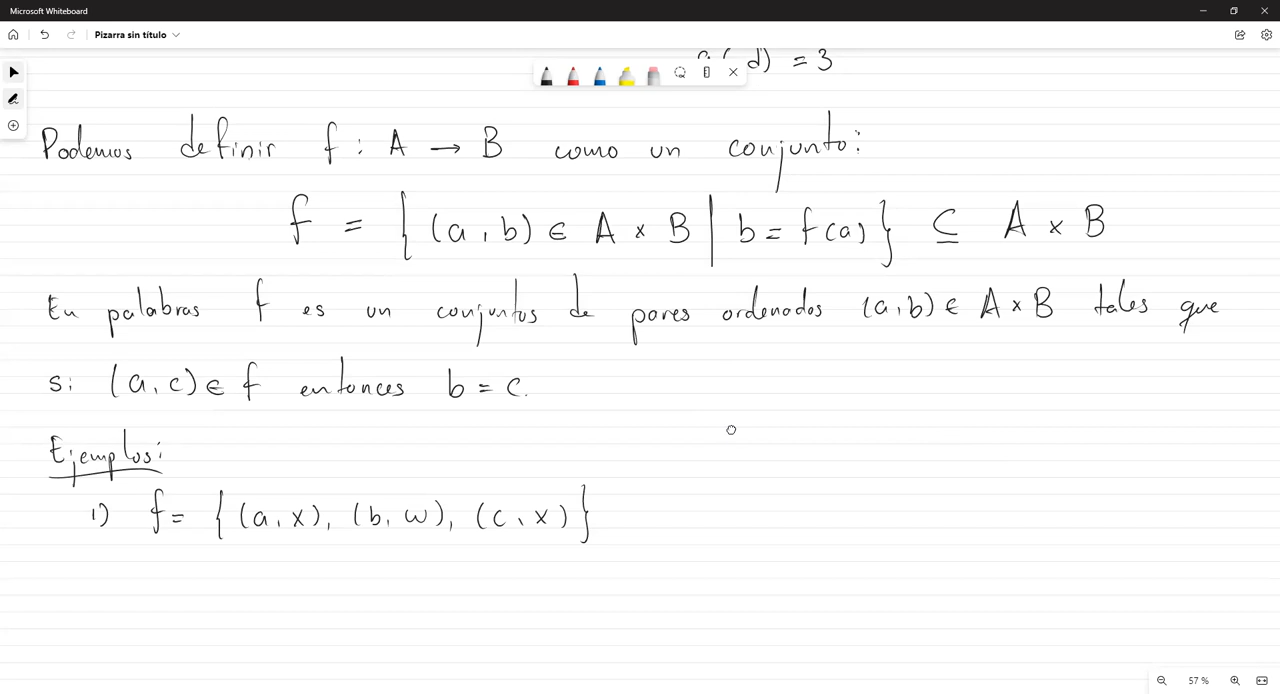 Microsoft Whiteboard
Pizarra sin título
d) = 3
Podemos definir f : A → B como un conjunto:
f = { (a, b) ∈ A × B | b = f(a) } ⊆ A × B
En palabras f es un conjuntos de pares ordenados (a, b) ∈ A × B tales que
si (a, c) ∈ f entonces b = c.
Ejemplos:
1) f = { (a, x), (b, w), (c, x) }
57 %